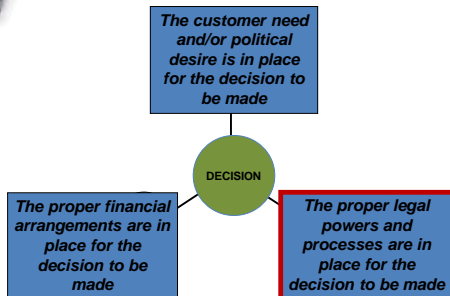 The customer need
and/or political
desire is in place
for the decision to
be made
DECISION
The proper financial
arrangements are in
place for the
decision to be
made
The proper legal
powers and
processes are in
place for the
decision to be made